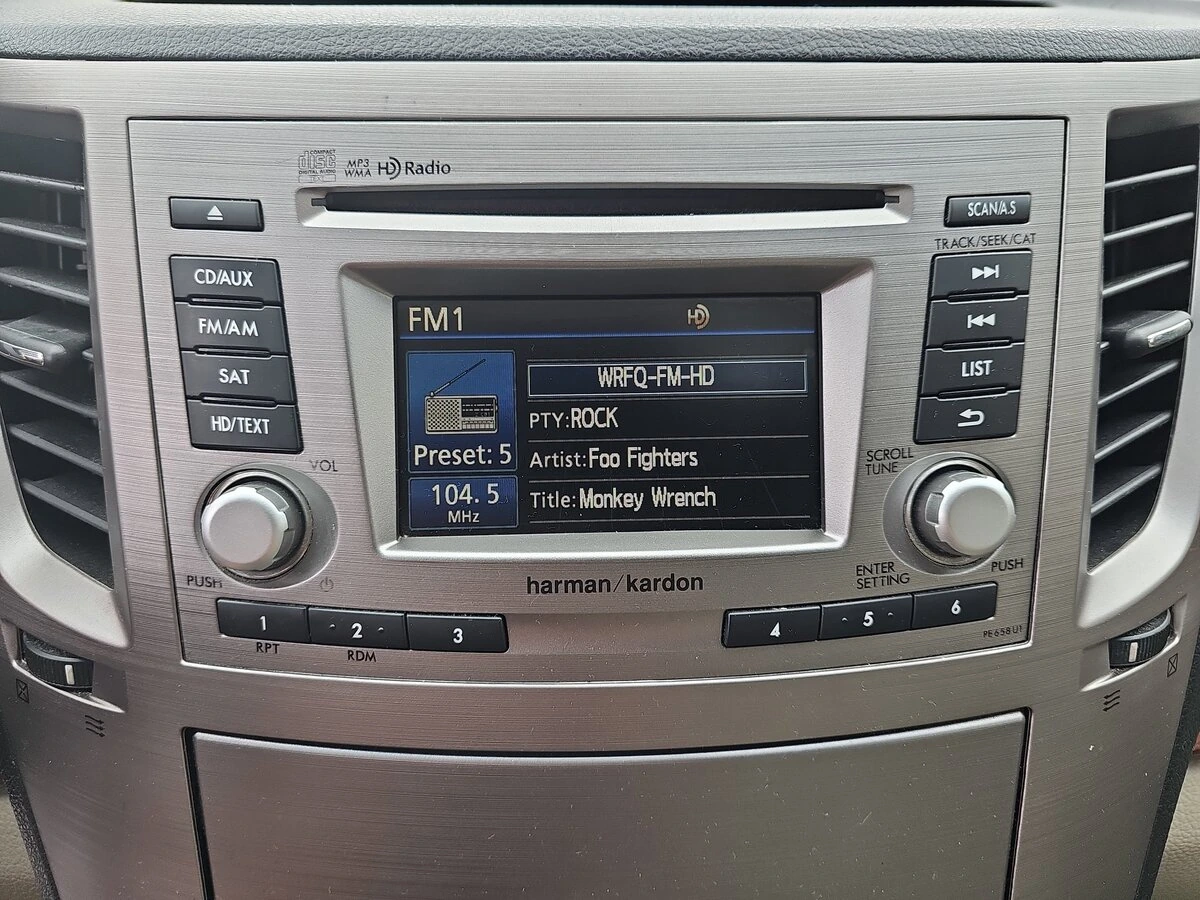 COMPACT
disc
DIGITAL AUDIO
TEXT
MP3
WMA
HD Radio
SCAN/A.S
TRACK/SEEK/CAT
CD/AUX
FM/AM
SAT
HD/TEXT
LIST
FM1
HD
WRFQ-FM-HD
PTY:ROCK
Preset: 5
Artist:Foo Fighters
104.5
MHz
Title:Monkey Wrench
VOL
PUSH
SCROLL
TUNE
ENTER
SETTING
PUSH
harman/kardon
1
RPT
2
RDM
3
4
5
6
PE658U1